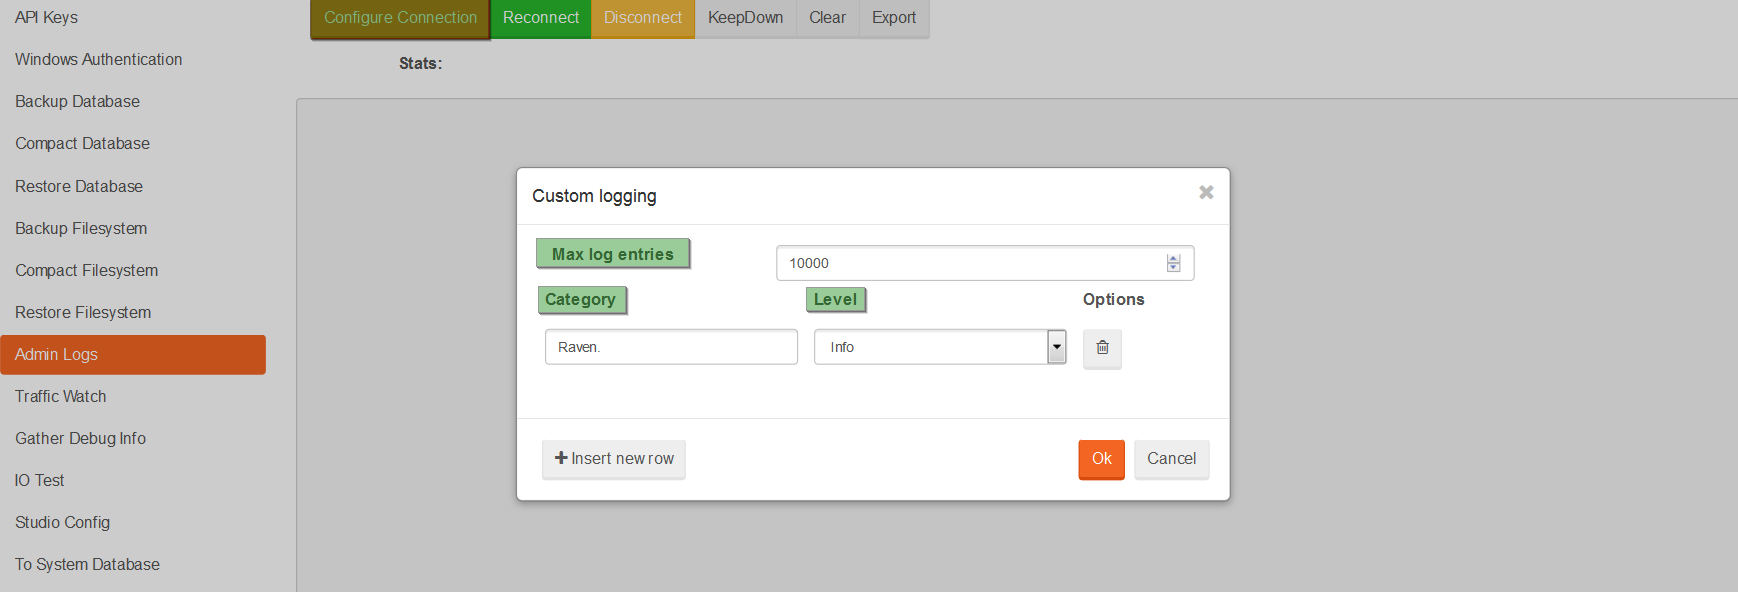 API Keys
Windows Authentication
Backup Database
Compact Database
Restore Database
Backup Filesystem
Compact Filesystem
Restore Filesystem
Admin Logs
Traffic Watch
Gather Debug Info
IO Test
Studio Config
To System Database
Configure Connection Reconnect Disconnect KeepDown Clear Export
Stats:
Custom logging
Max log entries 10000
Category Level Options
Raven. Info
Insert new row Ok Cancel